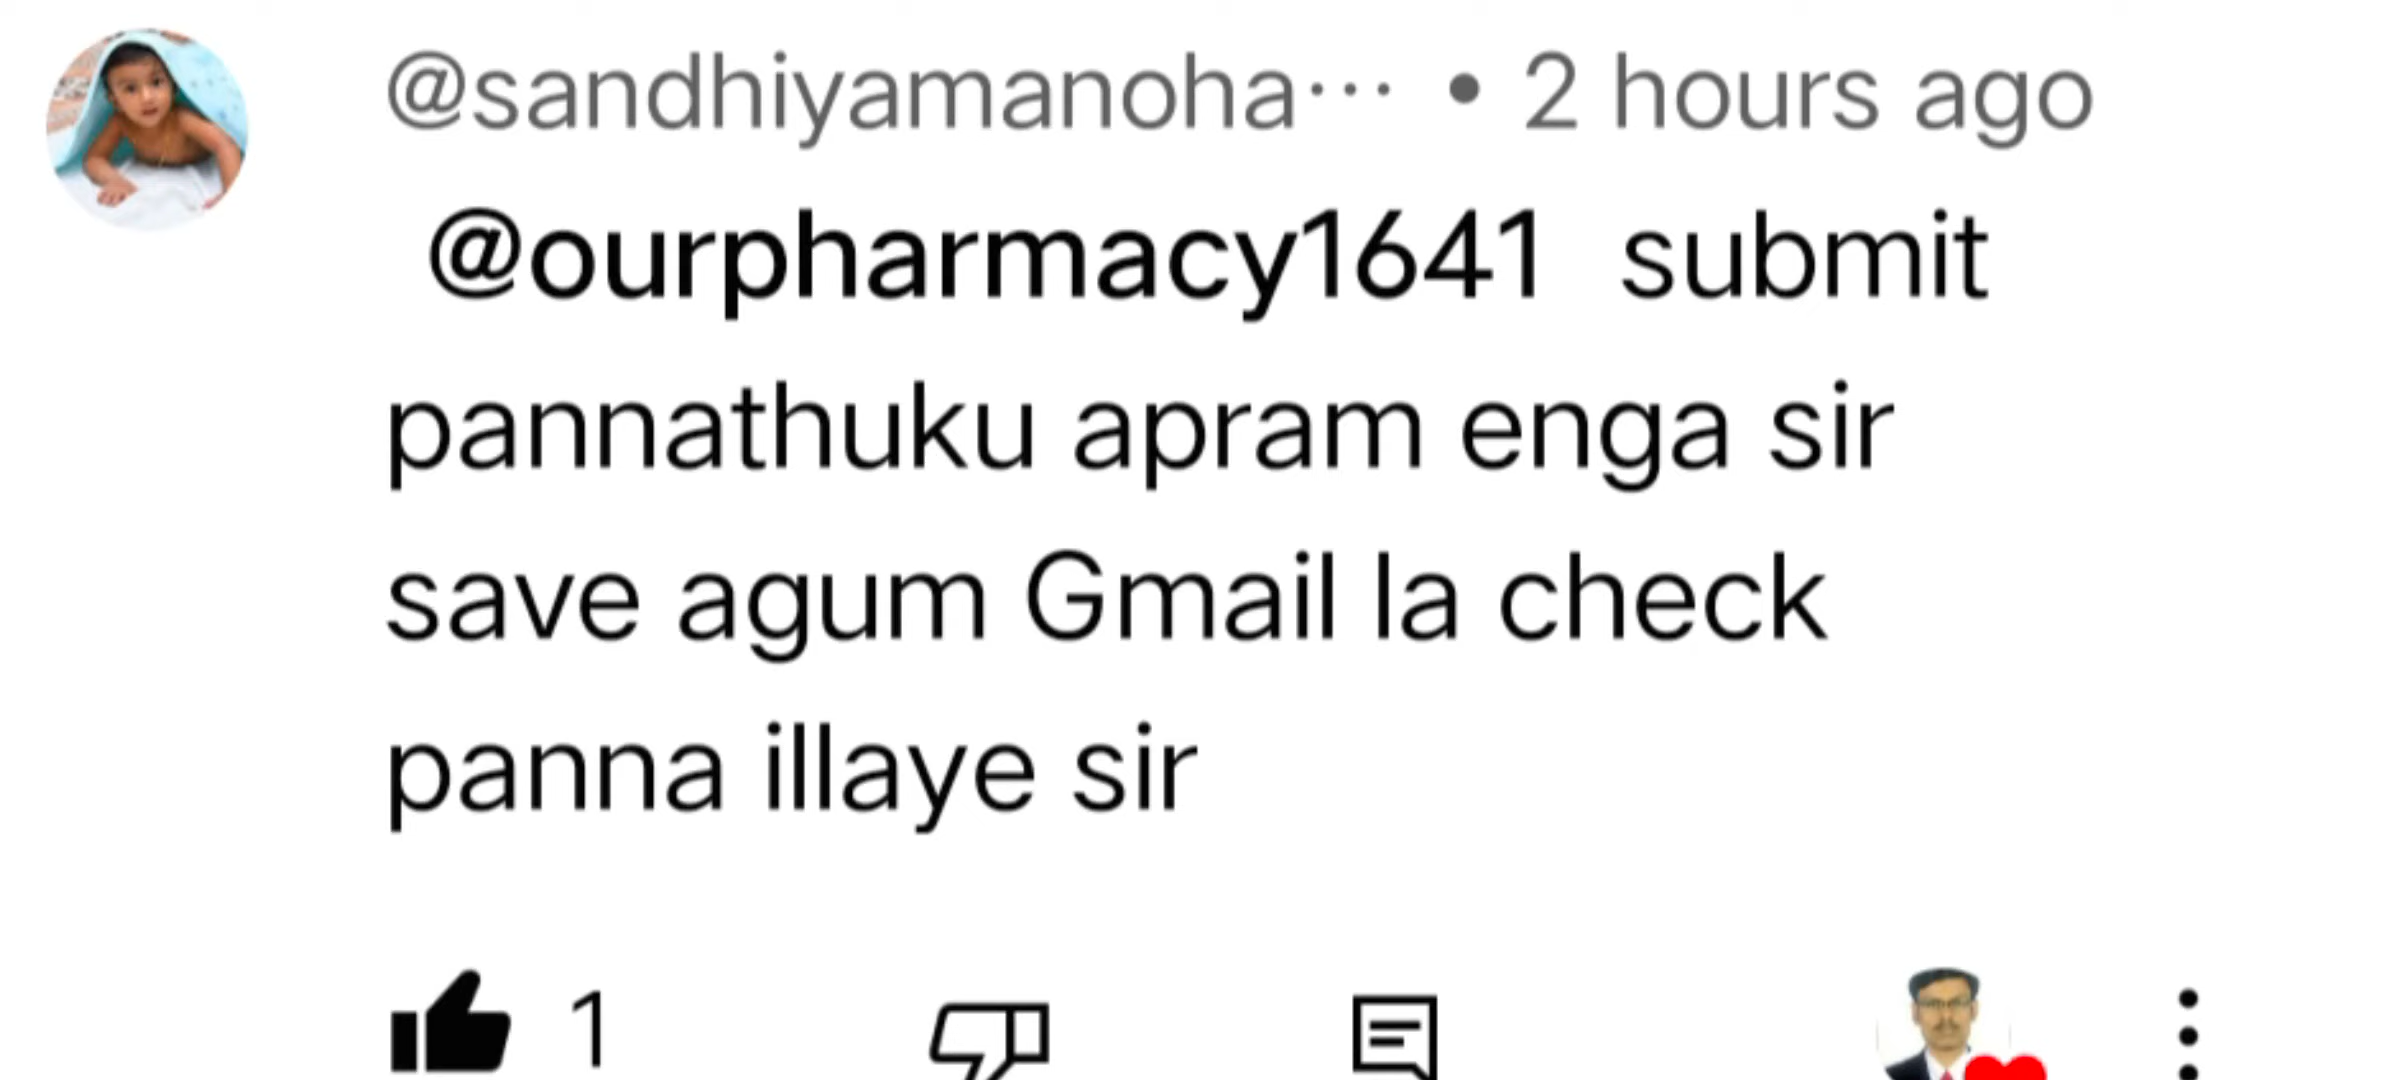 @sandhiyamanoha... • 2 hours ago
@ourpharmacy1641 submit
pannathuku apram enga sir
save agum Gmail la check
panna illaye sir
1